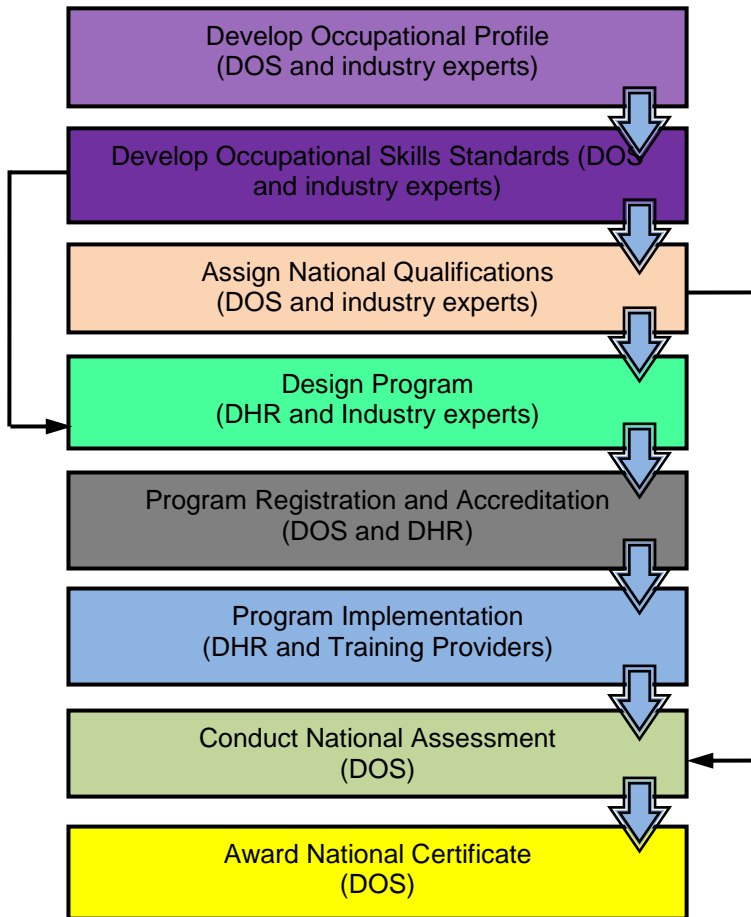 Develop Occupational Profile
(DOS and industry experts)
Develop Occupational Skills Standards (DOS
and industry experts)
Assign National Qualifications
(DOS and industry experts)
Design Program
(DHR and Industry experts)
Program Registration and Accreditation
(DOS and DHR)
Program Implementation
(DHR and Training Providers)
Conduct National Assessment
(DOS)
Award National Certificate
(DOS)